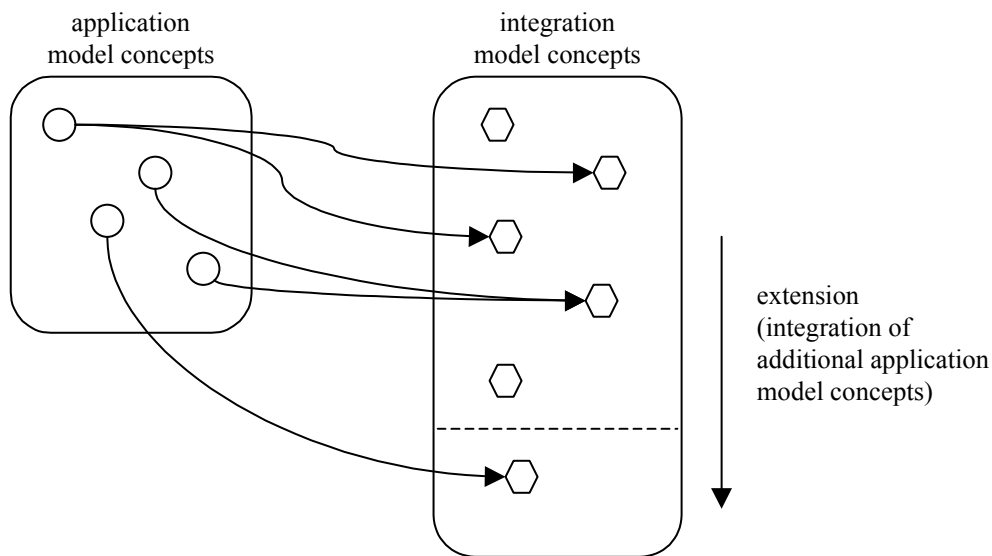 application
model concepts
integration
model concepts
extension
(integration of
additional application
model concepts)